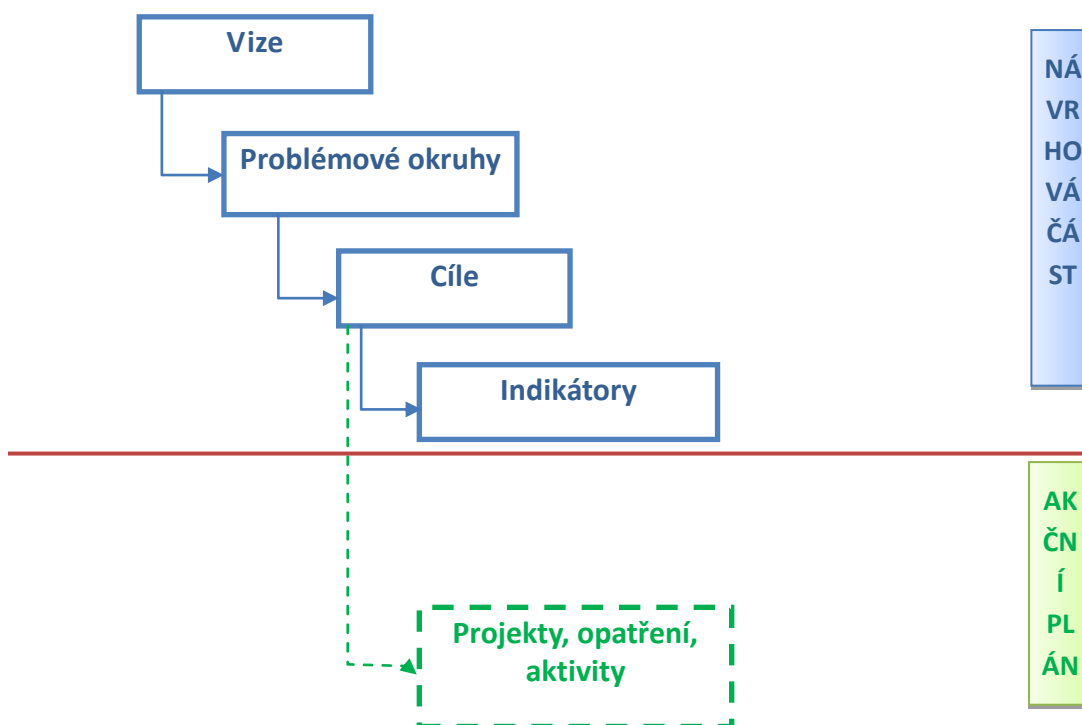 Vize
Problémové okruhy
Cíle
Indikátory
Projekty, opatření,
aktivity
NÁ
VR
HO
VÁ
ČÁ
ST
AK
ČN
Í
PL
ÁN